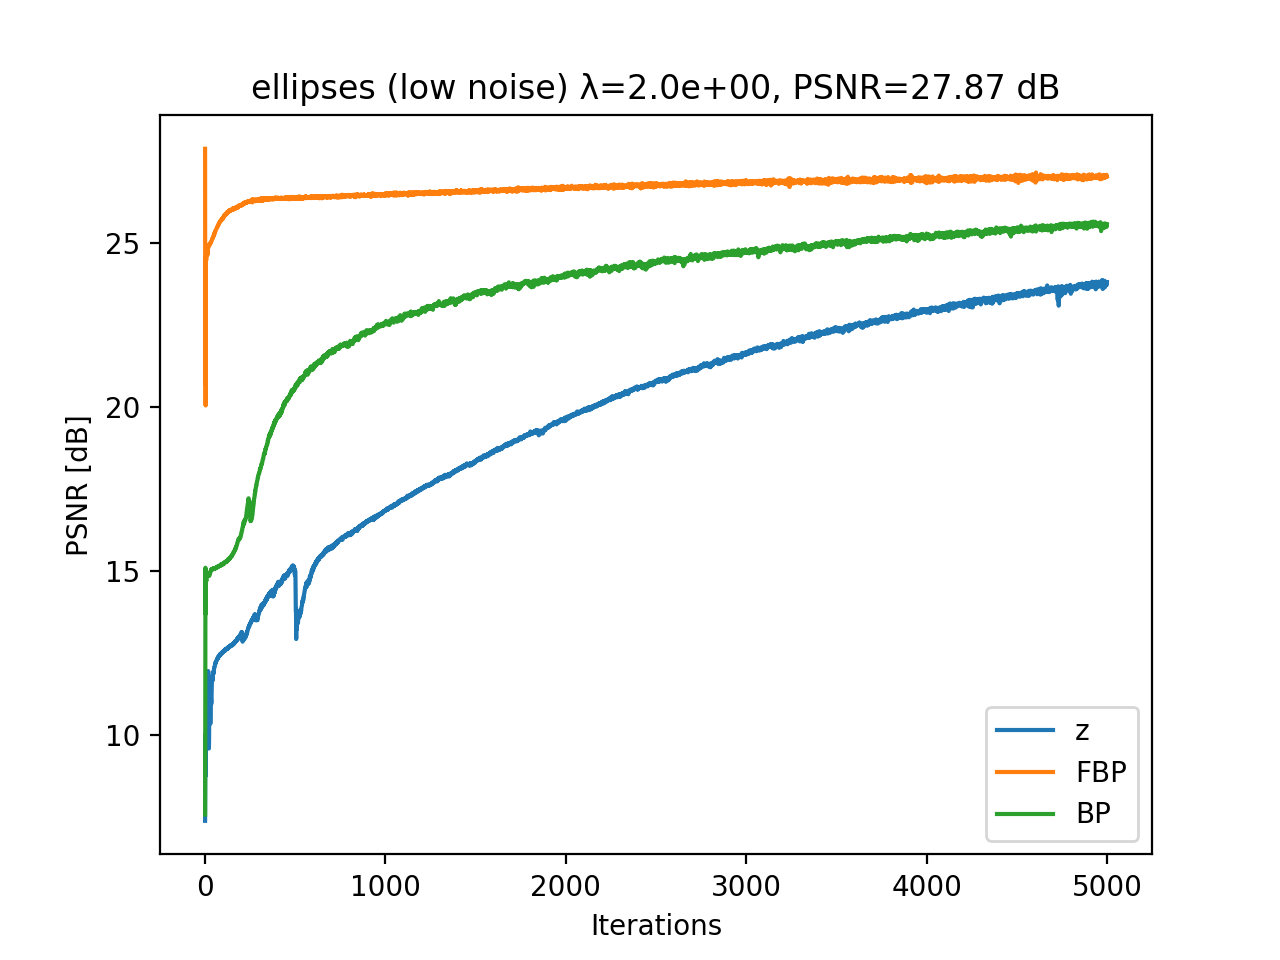 ellipses (low noise) λ=2.0e+00, PSNR=27.87 dB
PSNR [dB]
25
20
15
10
z
FBP
BP
0 1000 2000 3000 4000 5000
Iterations